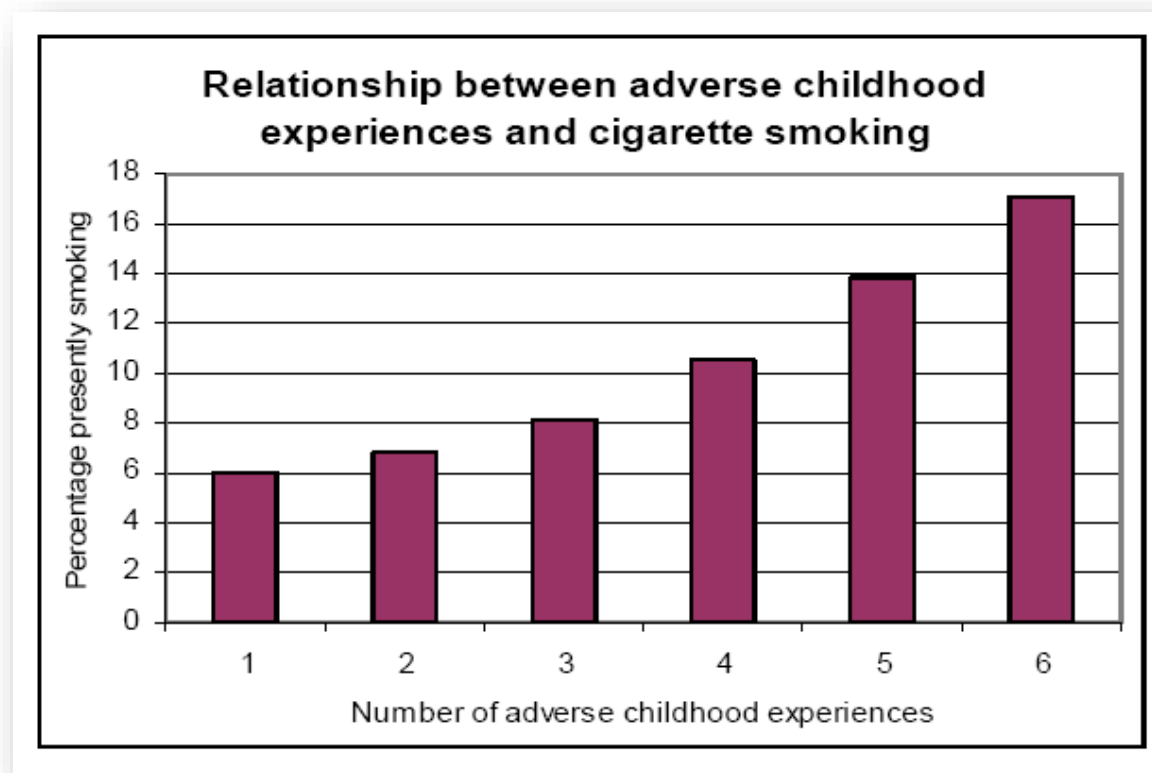 Relationship between adverse childhood
experiences and cigarette smoking
Percentage presently smoking
18
16
14
12
10
8
6
4
2
0
1 2 3 4 5 6
Number of adverse childhood experiences